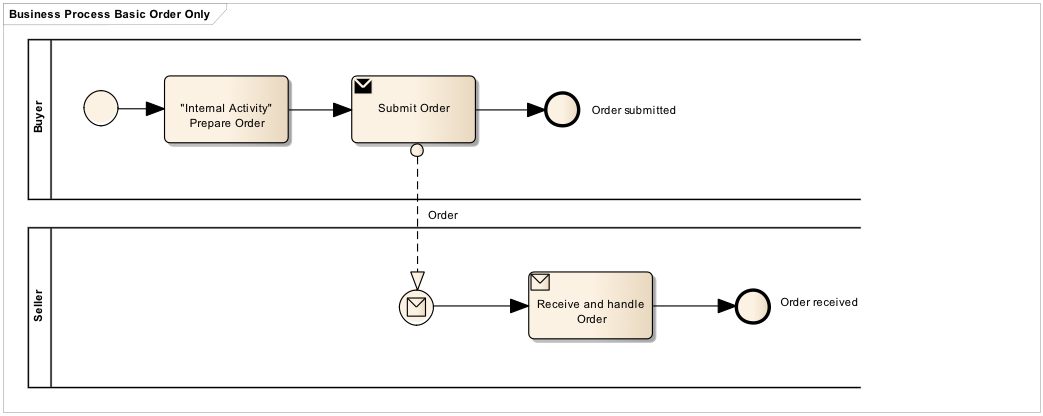 Business Process Basic Order Only
Buyer
"Internal Activity"
Prepare Order
Submit Order
Order submitted
Order
Seller
Receive and handle
Order
Order received